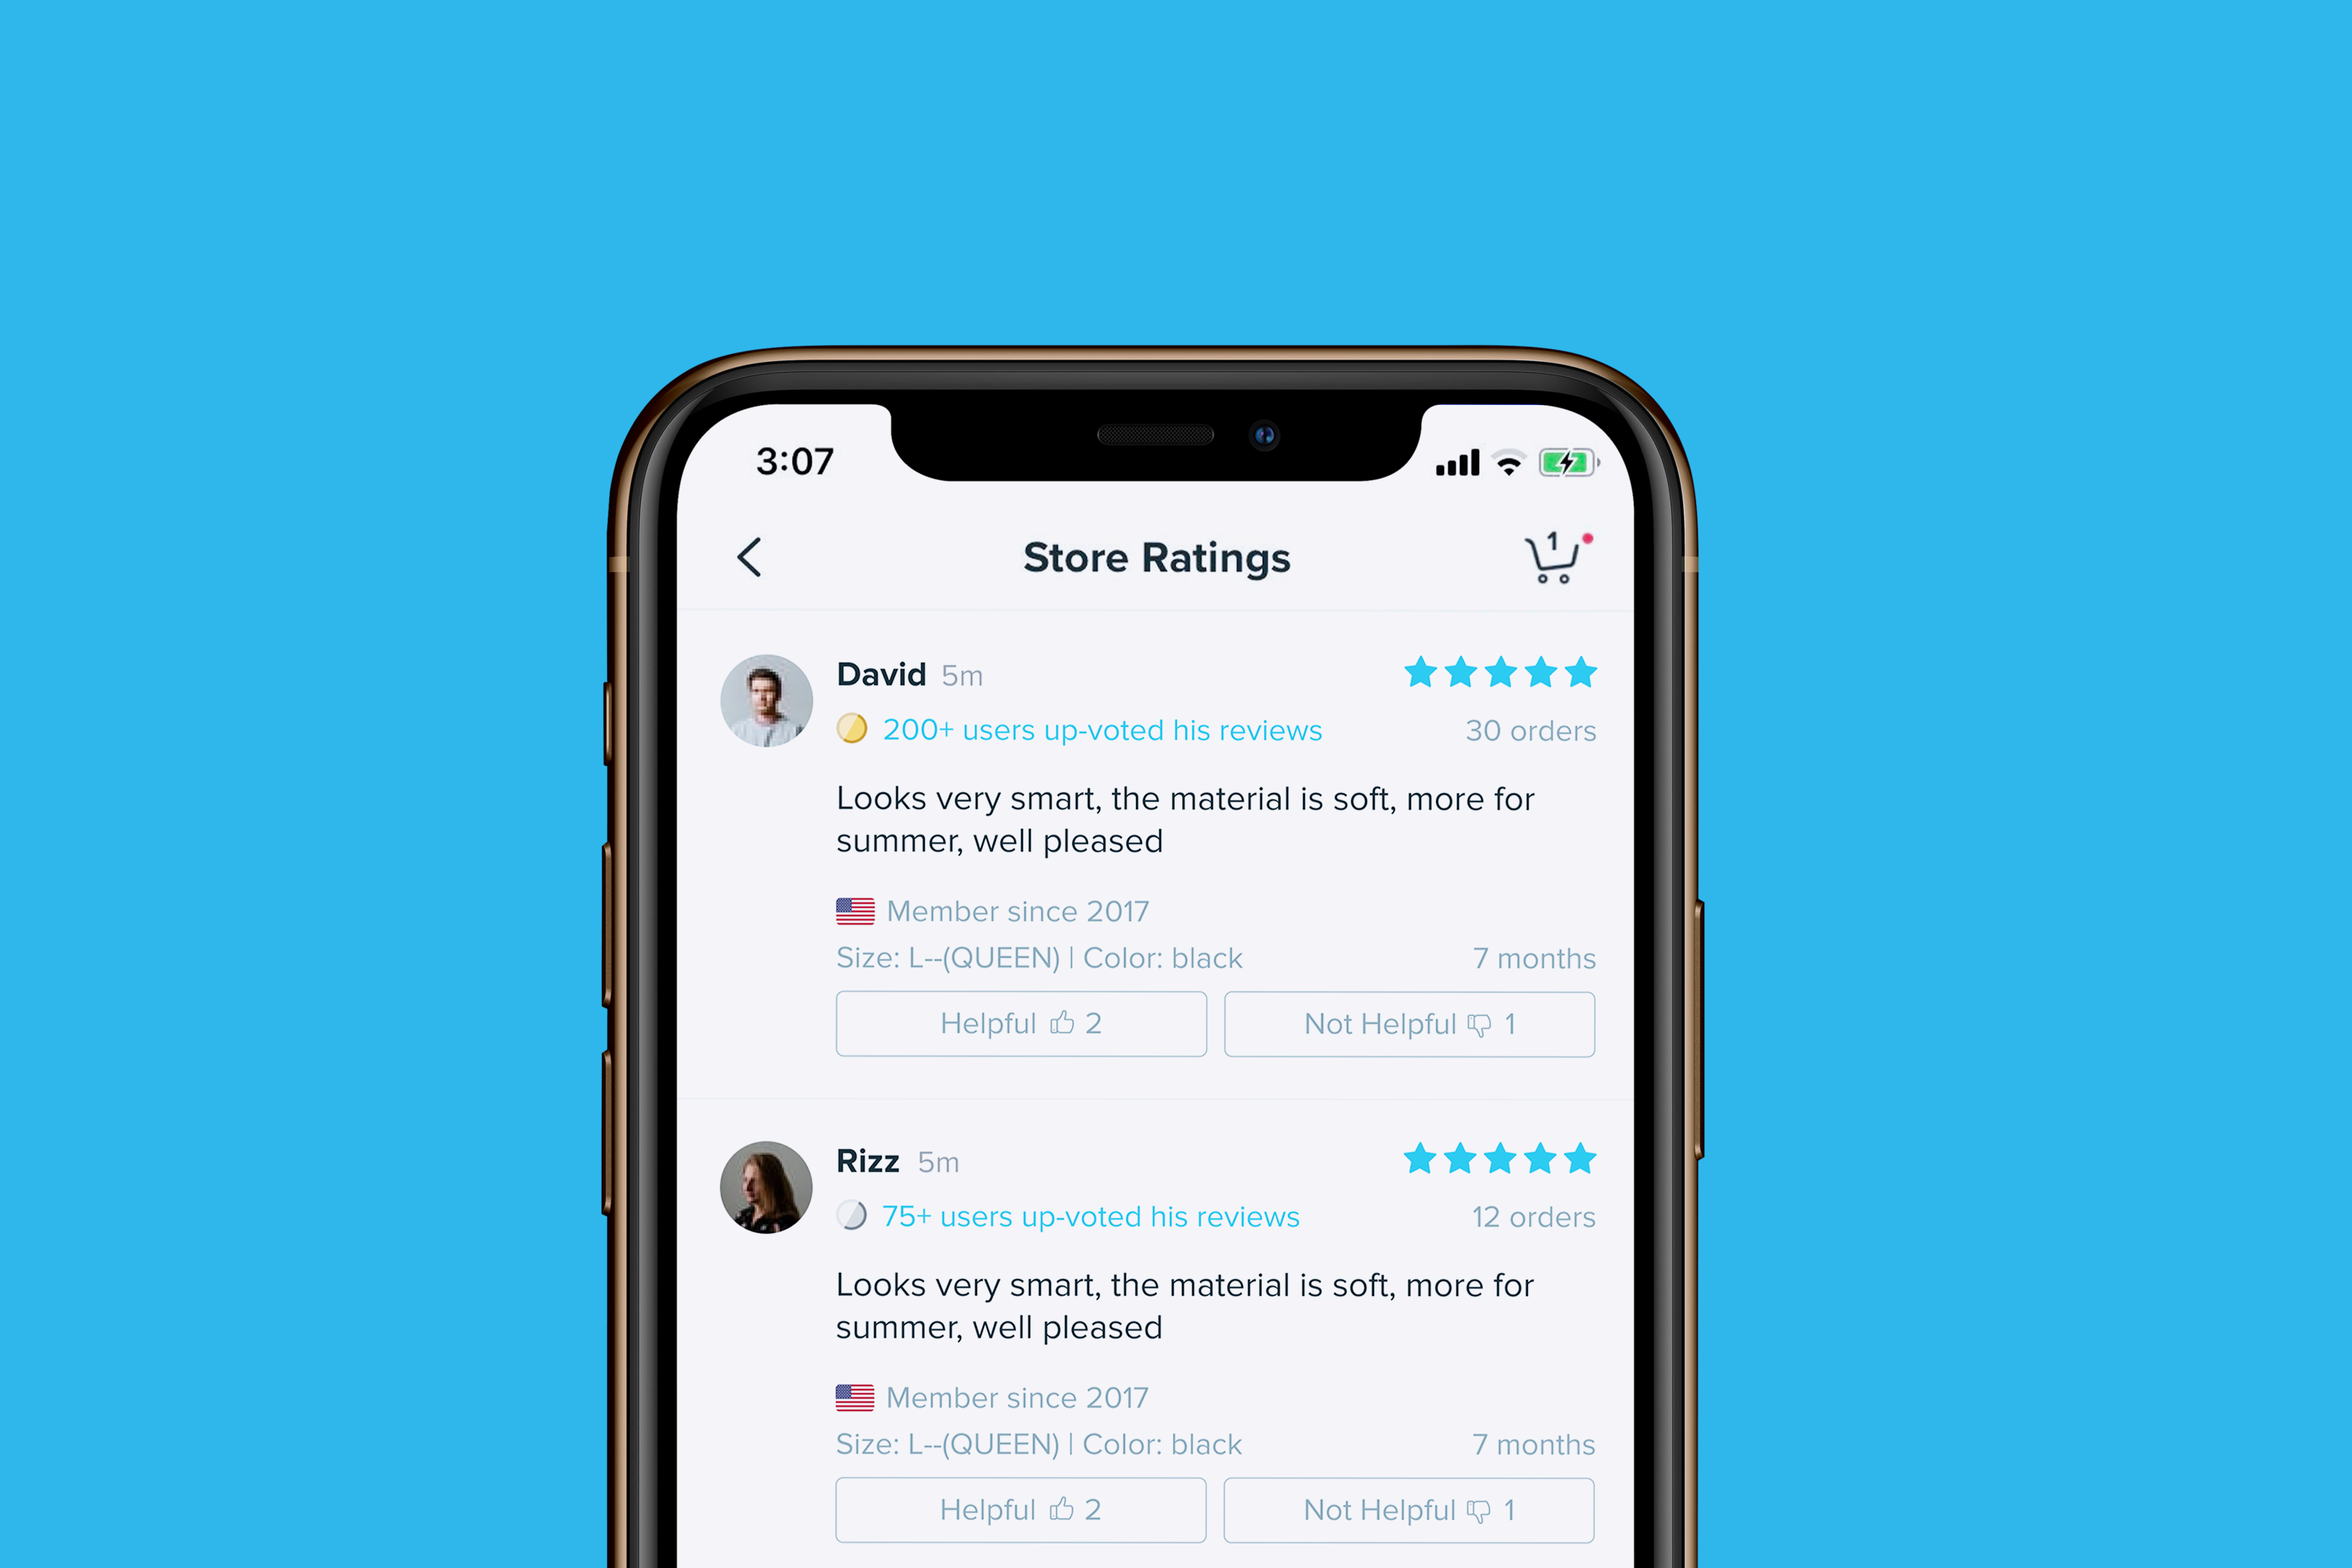 3:07
Store Ratings
1
David 5m
200+ users up-voted his reviews
30 orders
Looks very smart, the material is soft, more for
summer, well pleased
Member since 2017
Size: L--(QUEEN) | Color: black
7 months
Helpful 2
Not Helpful 1
Rizz 5m
75+ users up-voted his reviews
12 orders
Looks very smart, the material is soft, more for
summer, well pleased
Member since 2017
Size: L--(QUEEN) | Color: black
7 months
Helpful 2
Not Helpful 1